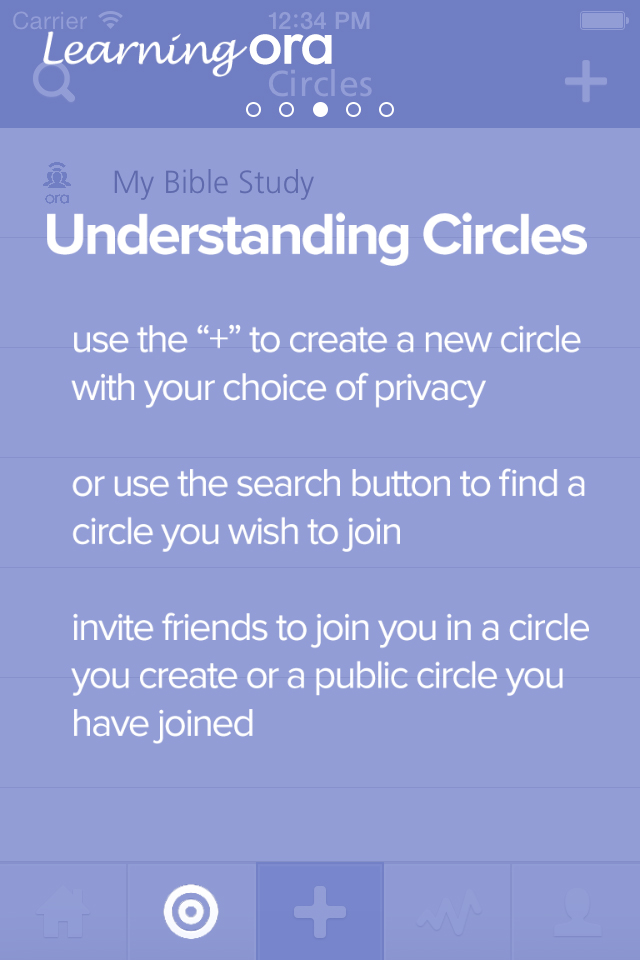 Carrier 12:34 PM
Learning ora
Circles
ora My Bible Study
Understanding Circles
use the “+” to create a new circle
with your choice of privacy
or use the search button to find a
circle you wish to join
invite friends to join you in a circle
you create or a public circle you
have joined